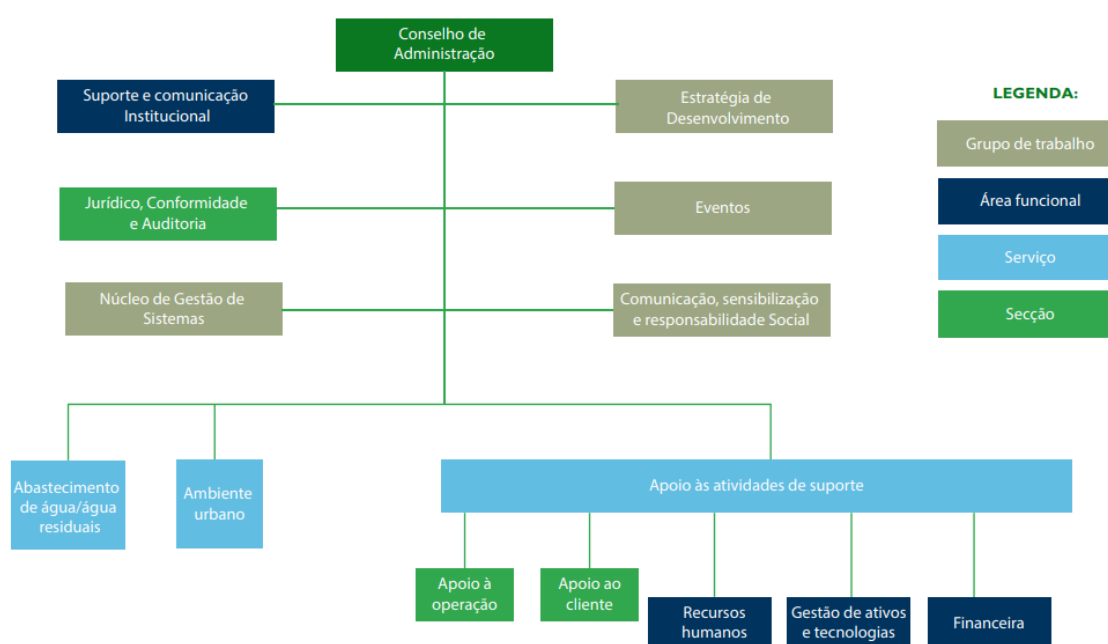 Conselho de
Administração
Suporte e comunicação
Institucional
Estratégia de
Desenvolvimento
LEGENDA:
Grupo de trabalho
Área funcional
Serviço
Secção
Jurídico, Conformidade
e Auditoria
Eventos
Núcleo de Gestão de
Sistemas
Comunicação, sensibilização
e responsabilidade Social
Abastecimento
de água/água
residuais
Ambiente
urbano
Apoio às atividades de suporte
Apoio à
operação
Apoio ao
cliente
Recursos
humanos
Gestão de ativos
e tecnologias
Financeira